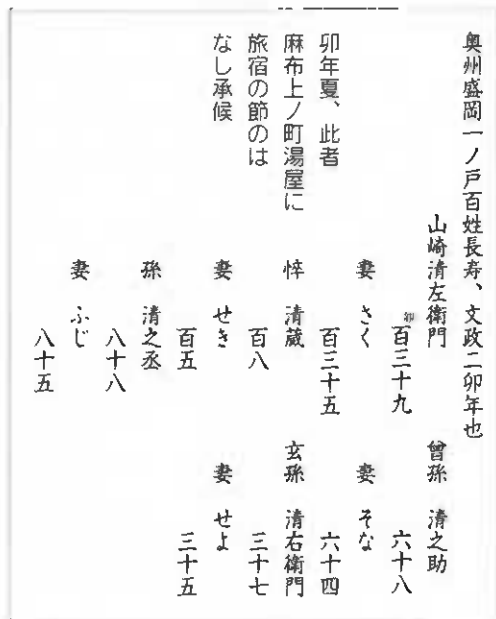 奥州盛岡一ノ戸百姓長寿、文政二卯年也
卯年夏、此者
麻布上ノ町湯屋に
旅宿の節のは
なし承候
山崎清左衛門
卯 百三十九
妻 さく
百三十五
悴 清蔵
百八
妻 せき
百五
孫 清之丞
八十八
妻 ふじ
八十五
曾孫 清之助
六十八
妻 そな
六十四
玄孫 清右衛門
三十七
妻 せよ
三十五